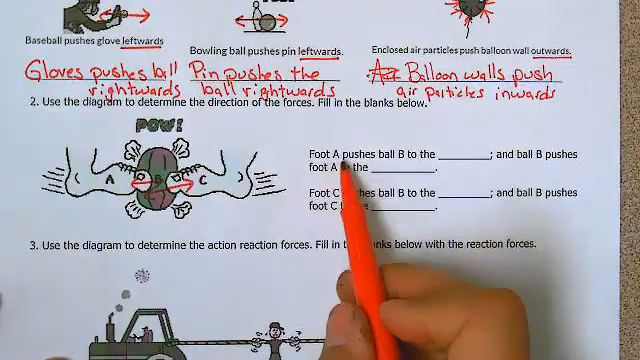 Baseball pushes glove leftwards
Bowling ball pushes pin leftwards.
Enclosed air particles push balloon wall outwards.
Gloves pushes ball rightwards
Pin pushes the ball rightwards
Balloon walls push air particles inwards
2. Use the diagram to determine the direction of the forces. Fill in the blanks below.
POW!
A B C
Foot A pushes ball B to the ________; and ball B pushes
foot A to the ________.
Foot C pushes ball B to the ________; and ball B pushes
foot C ________.
3. Use the diagram to determine the action reaction forces. Fill in the blanks below with the reaction forces.